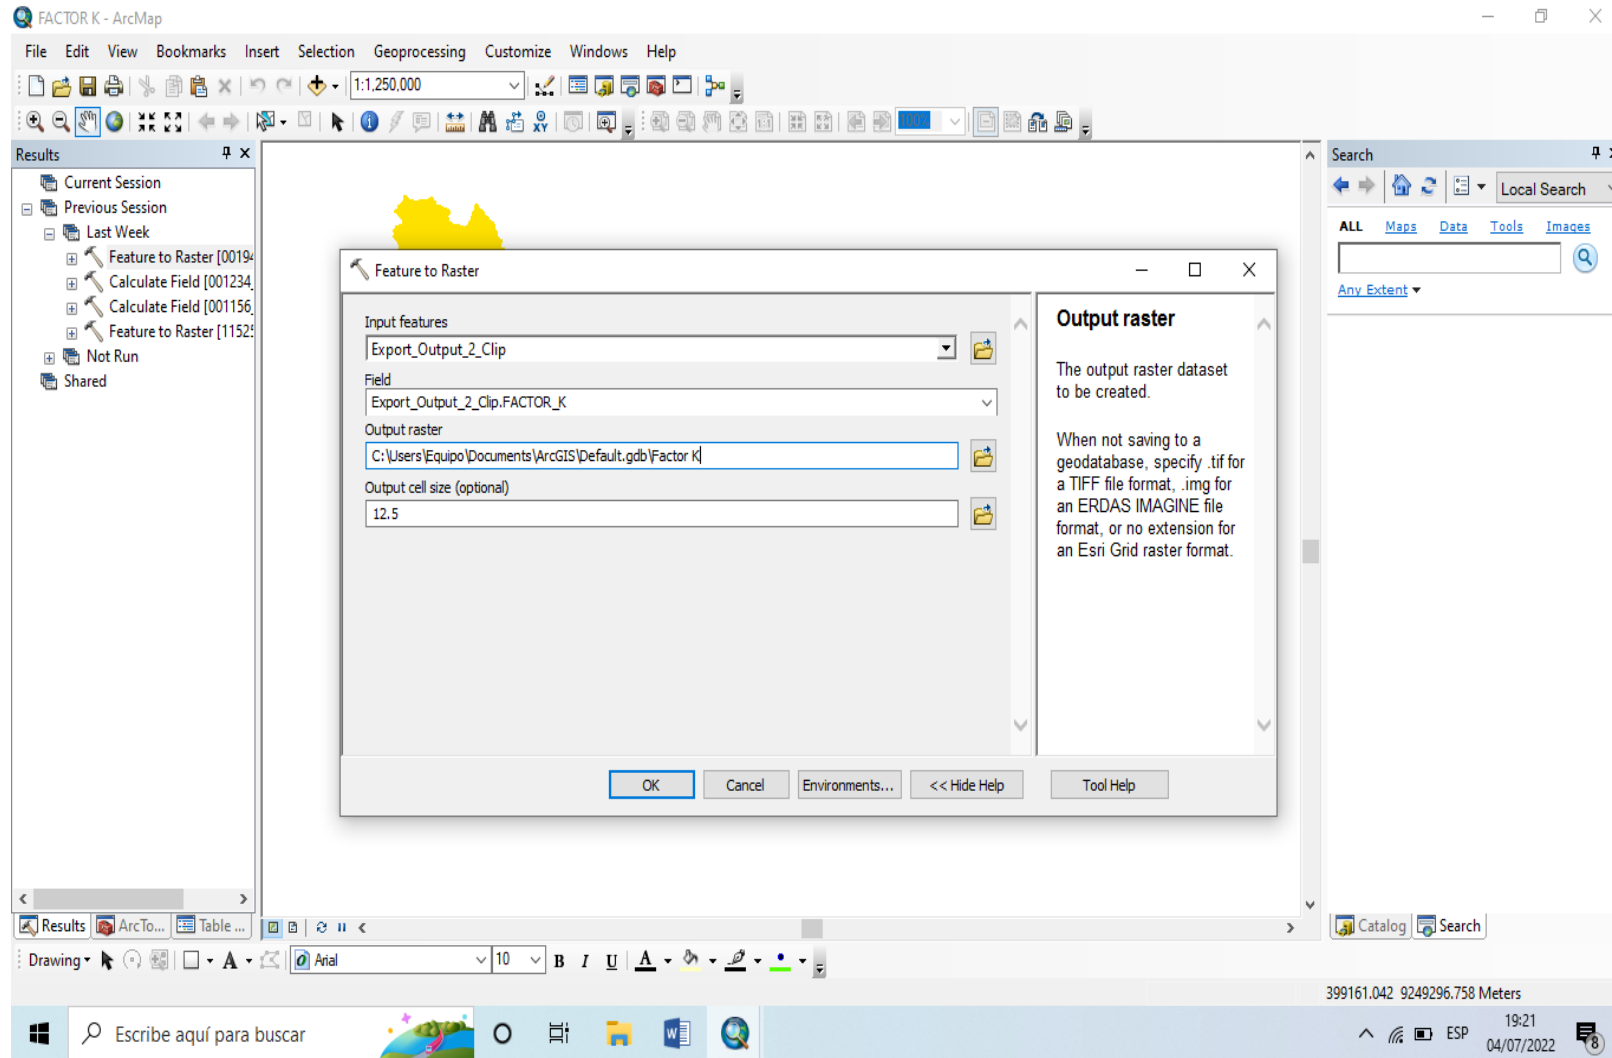 FACTOR K - ArcMap
File Edit View Bookmarks Insert Selection Geoprocessing Customize Windows Help
1:1,250,000
100%
Results
Current Session
Previous Session
Last Week
Feature to Raster [00194
Calculate Field [001234_
Calculate Field [001156_
Feature to Raster [1152!
Not Run
Shared
Feature to Raster
Input features
Export_Output_2_Clip
Field
Export_Output_2_Clip.FACTOR_K
Output raster
C:\Users\Equipo\Documents\ArcGIS\Default.gdb\Factor K
Output cell size (optional)
12.5
OK Cancel Environments... << Hide Help Tool Help
Output raster
The output raster dataset
to be created.
When not saving to a
geodatabase, specify .tif for
a TIFF file format, .img for
an ERDAS IMAGINE file
format, or no extension for
an Esri Grid raster format.
Search
Local Search
ALL Maps Data Tools Images
Any Extent
Results ArcTo... Table ...
Catalog Search
Drawing A Arial 10 B I U A
399161.042 9249296.758 Meters
Escribe aquí para buscar
ESP
19:21
04/07/2022
8